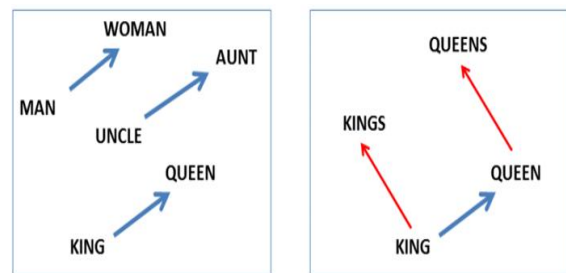 WOMAN
AUNT
MAN
UNCLE
QUEEN
KING
QUEENS
KINGS
QUEEN
KING